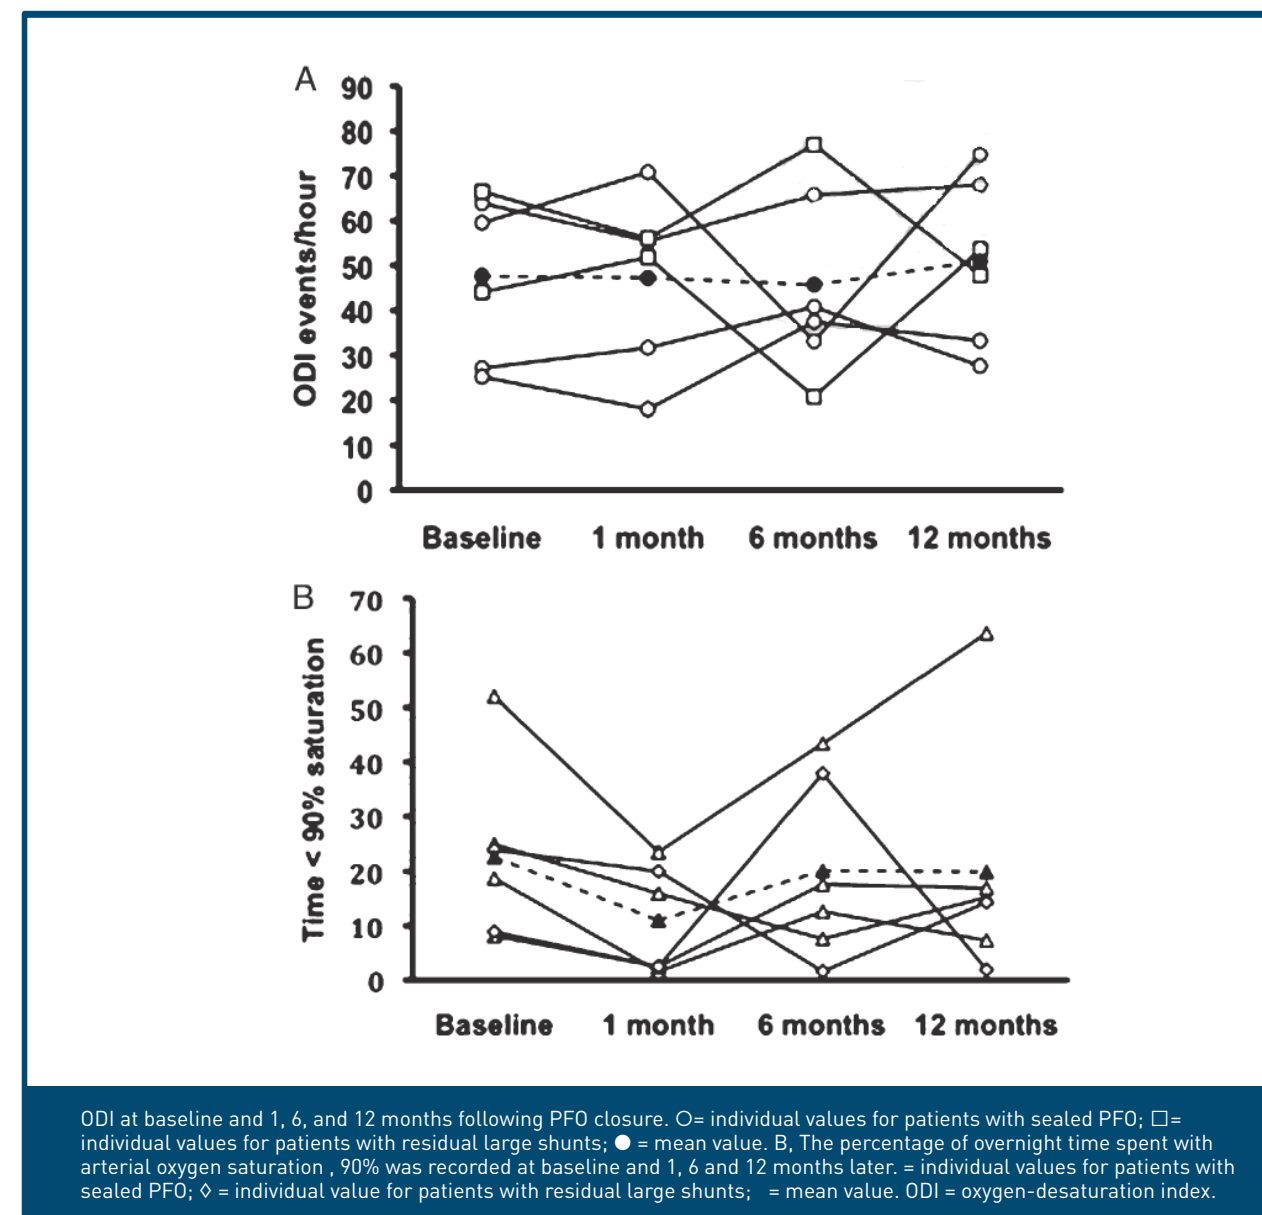 A
90
80
70
60
50
40
30
20
10
0
ODI events/hour
Baseline 1 month 6 months 12 months
B
70
60
50
40
30
20
10
0
Time < 90% saturation
Baseline 1 month 6 months 12 months
ODI at baseline and 1, 6, and 12 months following PFO closure. ○= individual values for patients with sealed PFO; □=
individual values for patients with residual large shunts; ● = mean value. B, The percentage of overnight time spent with
arterial oxygen saturation , 90% was recorded at baseline and 1, 6 and 12 months later. = individual values for patients with
sealed PFO; ◊ = individual value for patients with residual large shunts; = mean value. ODI = oxygen-desaturation index.